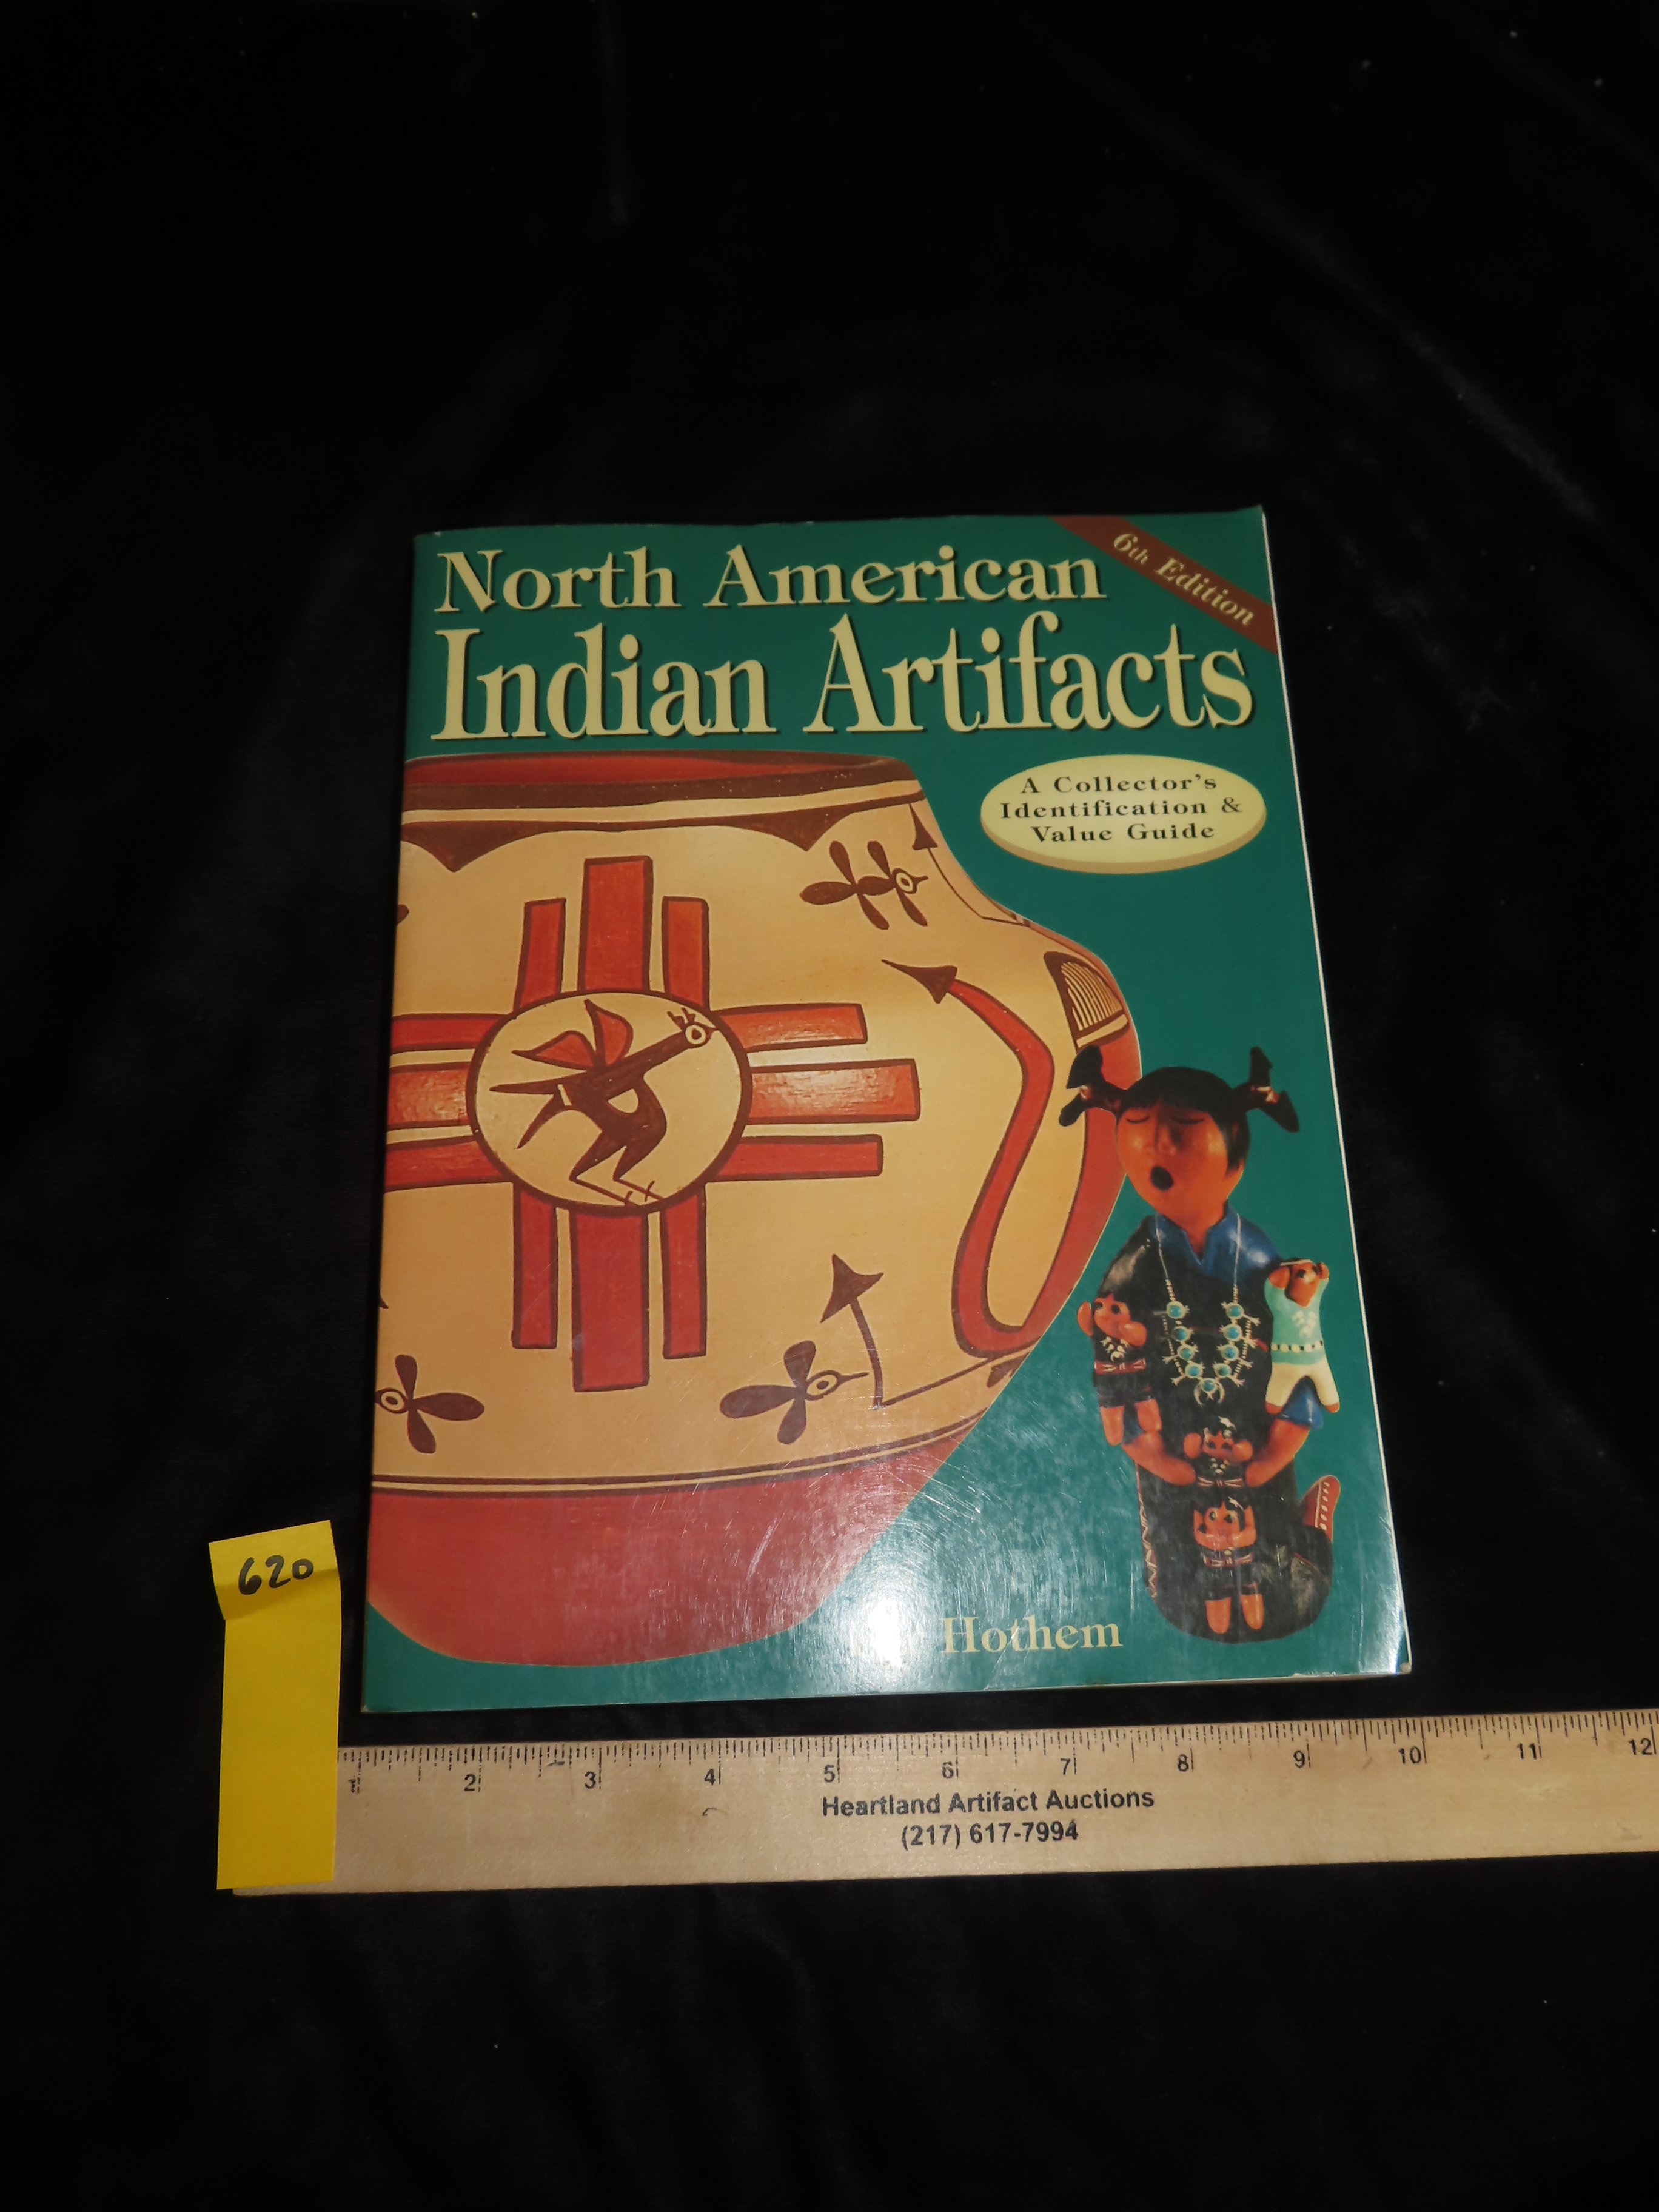 6th Edition
North American
Indian Artifacts
A Collector's
Identification &
Value Guide
Hothem
620
1 2 3 4 5 6 7 8 9 10 11 12
Heartland Artifact Auctions
(217) 617-7994